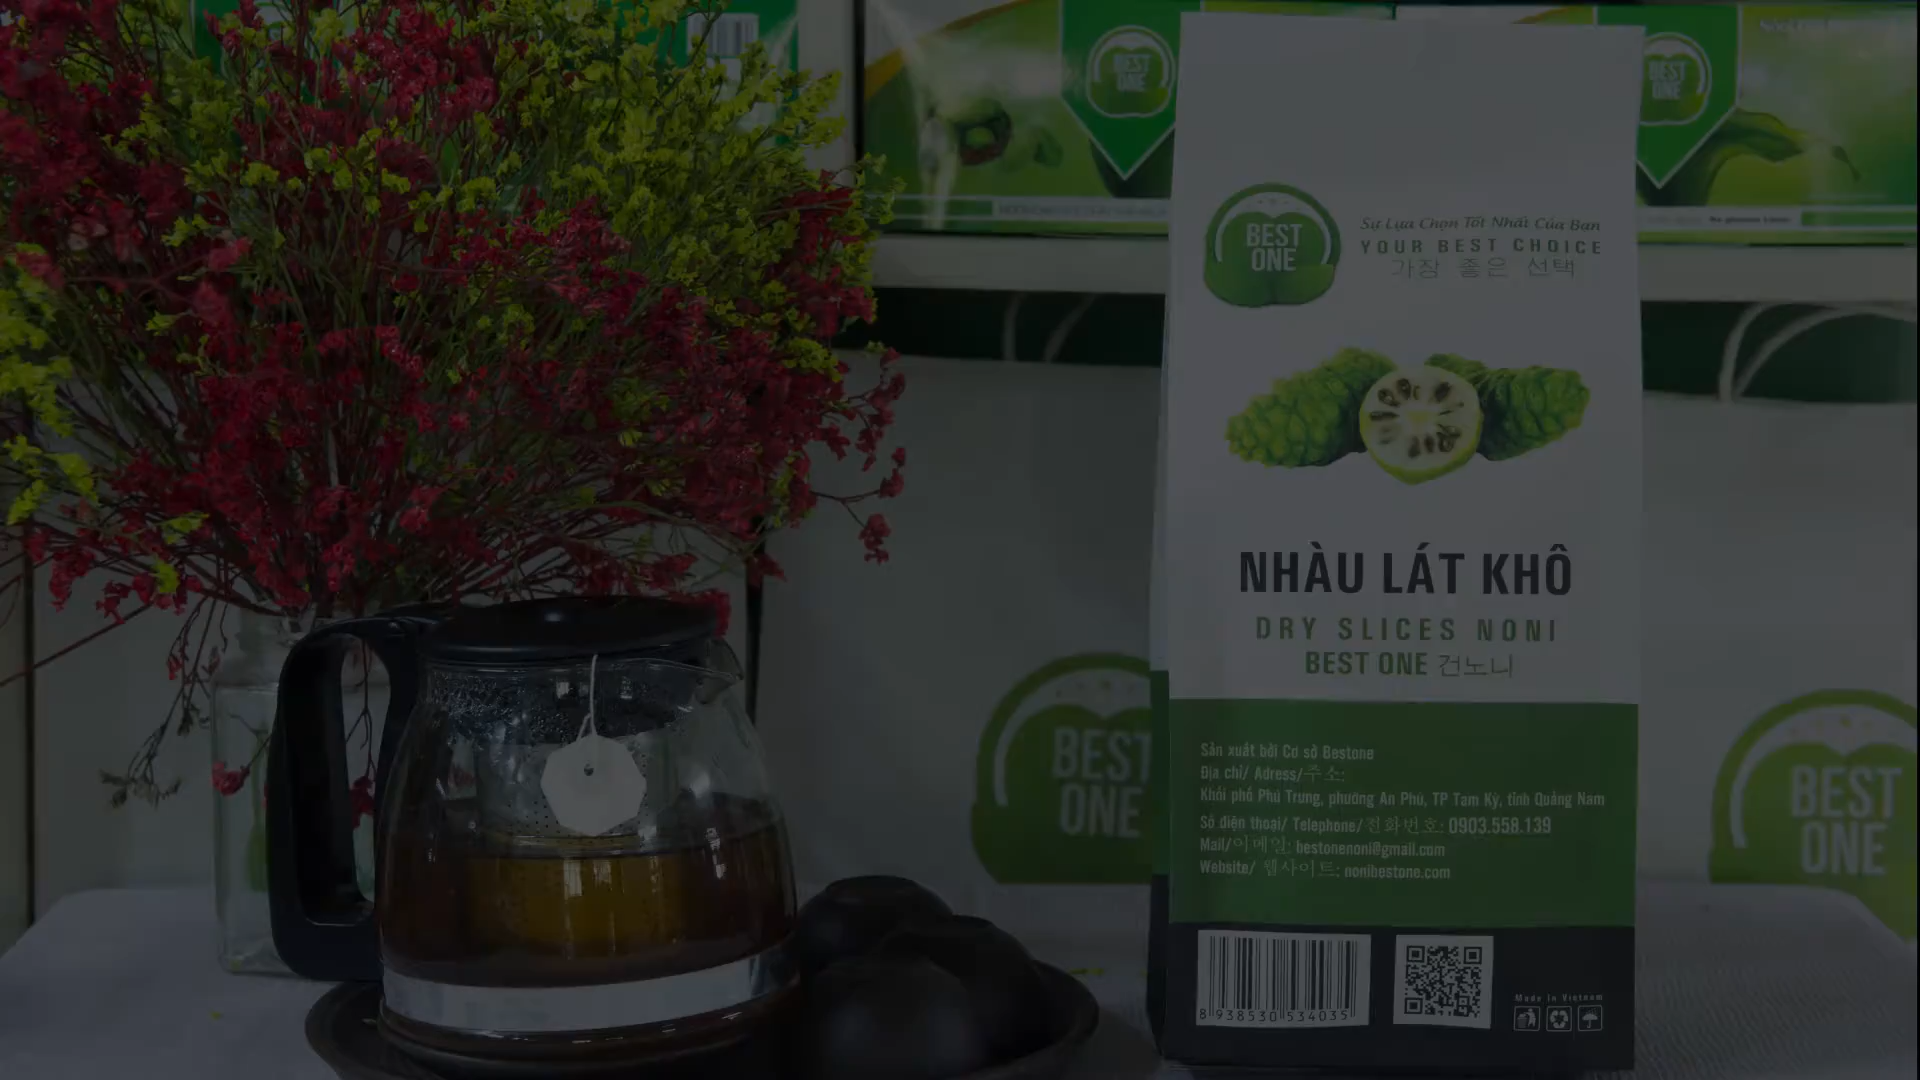 BEST
ONE
BEST
ONE
BEST
ONE
Sự Lựa Chọn Tốt Nhất Của Bạn
YOUR BEST CHOICE
가장 좋은 선택
NHÀU LÁT KHÔ
DRY SLICES NONI
BEST ONE 건노니
Sản xuất bởi Cơ sở Bestone
Địa chỉ/ Adress/주소:
Khối phố Phú Trung, phường An Phú, TP Tam Kỳ, tỉnh Quảng Nam
Số điện thoại/ Telephone/전화번호: 0903.558.139
Mail/이메일: bestonenoni@gmail.com
Website/ 웹사이트: nonibestone.com
8 938530 534035
Made in Vietnam
BEST
ONE
BEST
ONE